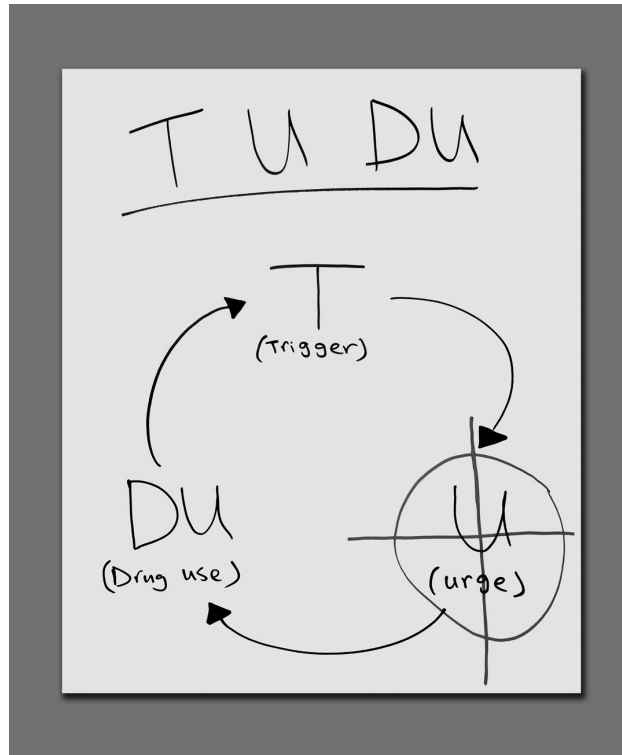 T U DU
T
(Trigger)
DU
(Drug use)
U
(urge)